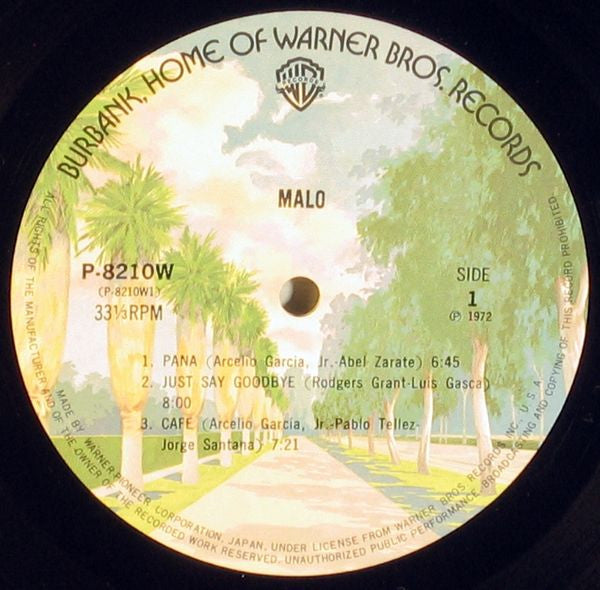 BURBANK, HOME OF WARNER BROS. RECORDS
WB
RECORDS
MALO
P-8210W
(P-8210W1)
33⅓RPM
SIDE
1
Ⓟ 1972
1. PANA (Arcelio Garcia, Jr.-Abel Zarate) 6:45
2. JUST SAY GOODBYE (Rodgers Grant-Luis Gasca)
8:00
3. CAFÉ (Arcelio Garcia, Jr.-Pablo Tellez-
Jorge Santana) 7:21
MADE BY WARNER-PIONEER CORPORATION, JAPAN, UNDER LICENSE FROM WARNER BROS RECORDS INC., U.S.A.
ALL RIGHTS OF THE MANUFACTURER AND OF THE OWNER OF THE RECORDED WORK RESERVED. UNAUTHORIZED PUBLIC PERFORMANCE, BROADCASTING AND COPYING OF THIS RECORD PROHIBITED.